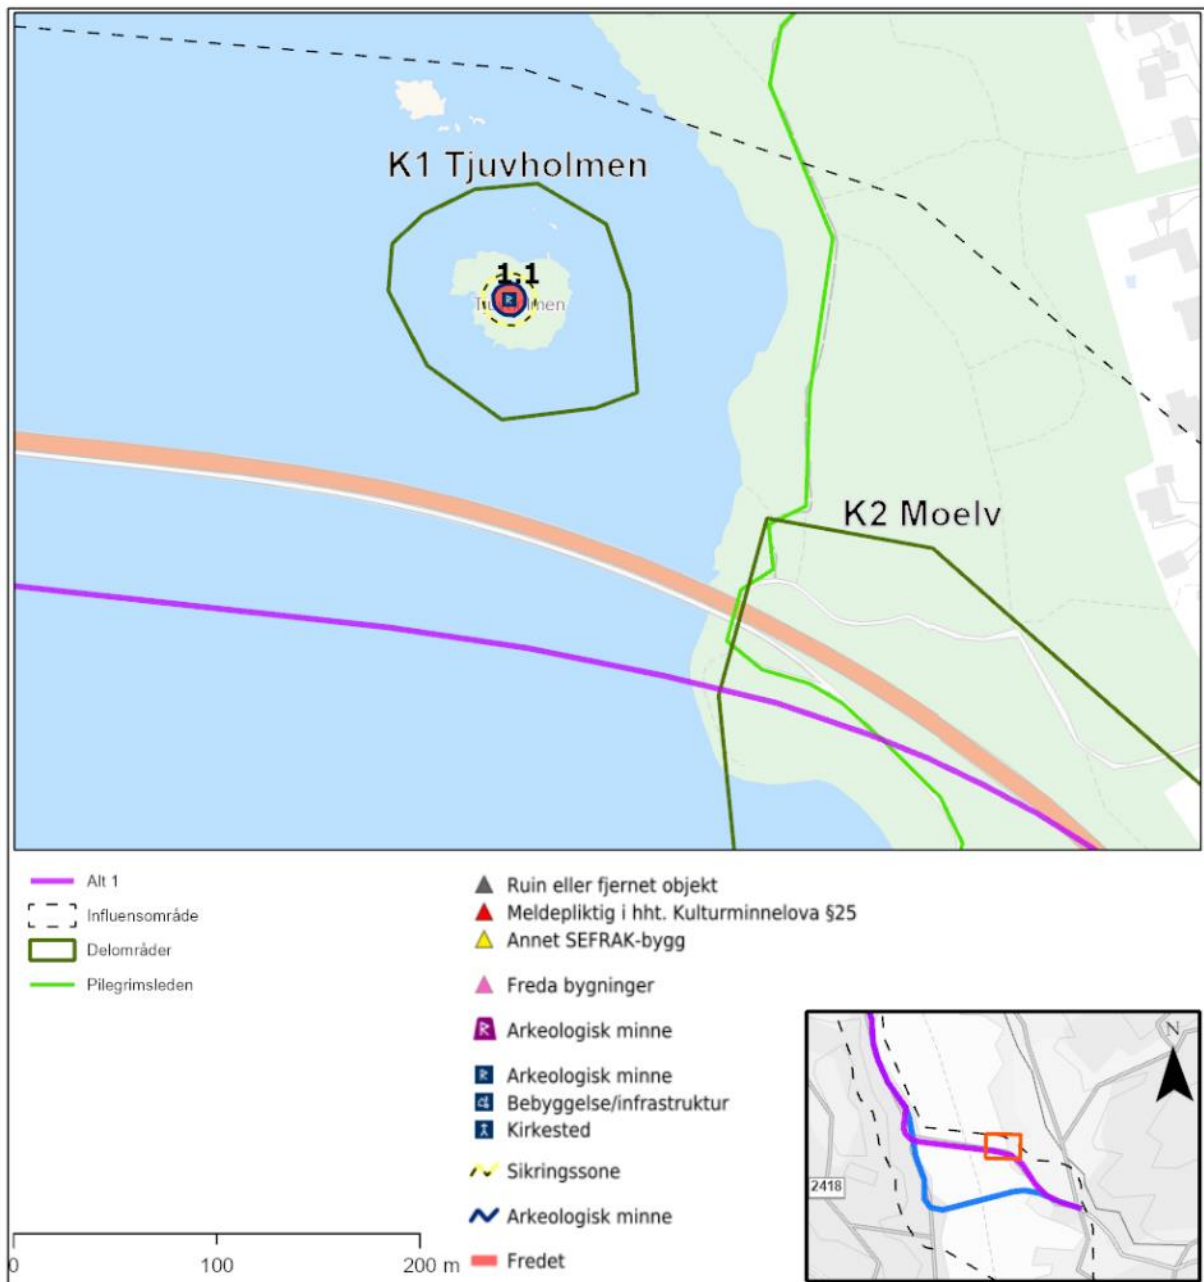 K1 Tjuvholmen
1.1
Tjuvholmen
K2 Moelv
Alt 1
Influensområde
Delområder
Pilegrimsleden
Ruin eller fjernet objekt
Meldepliktig i hht. Kulturminnelova §25
Annet SEFRAK-bygg
Freda bygninger
R Arkeologisk minne
R Arkeologisk minne
Bebyggelse/infrastruktur
Kirkested
Sikringssone
Arkeologisk minne
Fredet
0 100 200 m
N
2418